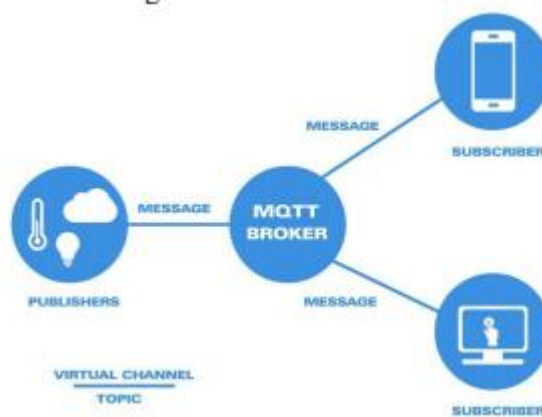 MESSAGE
SUBSCRIBER
MESSAGE
MQTT
BROKER
PUBLISHERS
MESSAGE
VIRTUAL CHANNEL
TOPIC
SUBSCRIBER